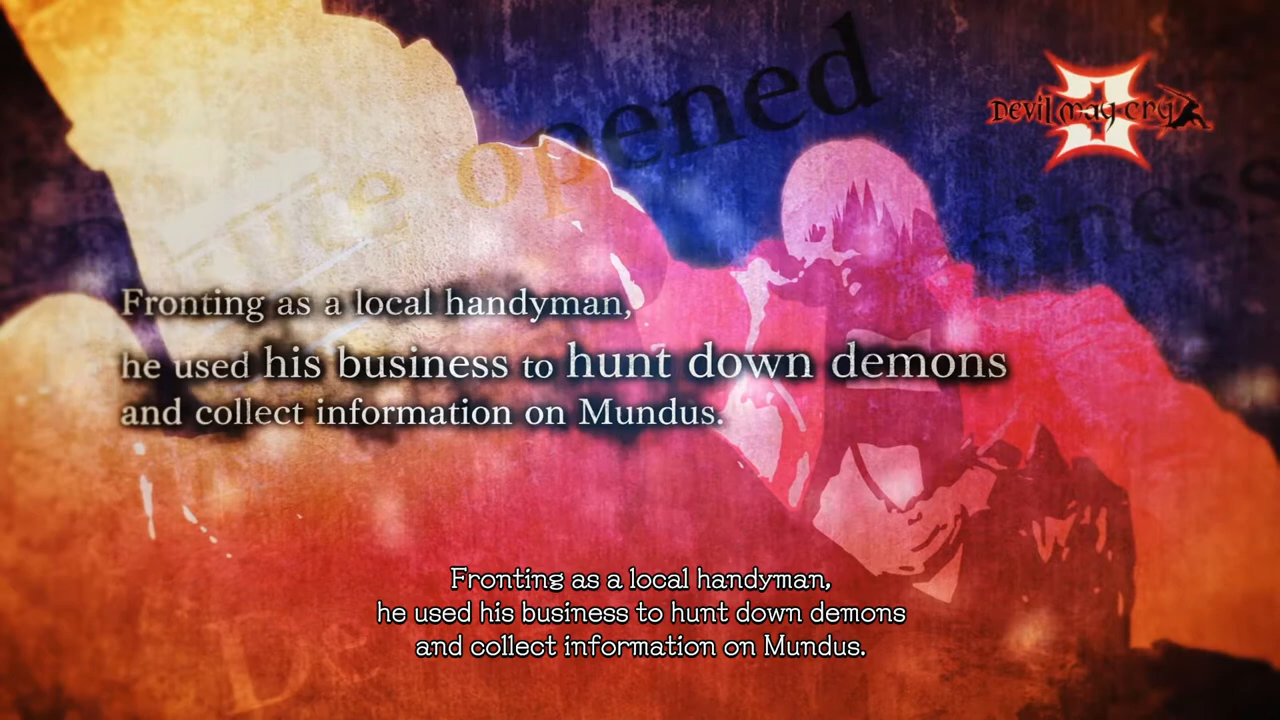 opened
Devil may cry
3
Fronting as a local handyman,
he used his business to hunt down demons
and collect information on Mundus.
Fronting as a local handyman,
he used his business to hunt down demons
and collect information on Mundus.